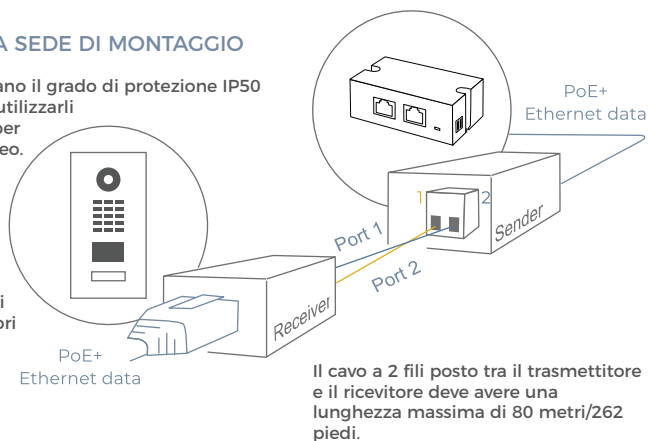 A SEDE DI MONTAGGIO
ano il grado di protezione IP50
utilizzarli
per
eo.
i
ori
PoE+
Ethernet data
1
2
Sender
Port 1
Port 2
Receiver
PoE+
Ethernet data
Il cavo a 2 fili posto tra il trasmettitore
e il ricevitore deve avere una
lunghezza massima di 80 metri/262
piedi.